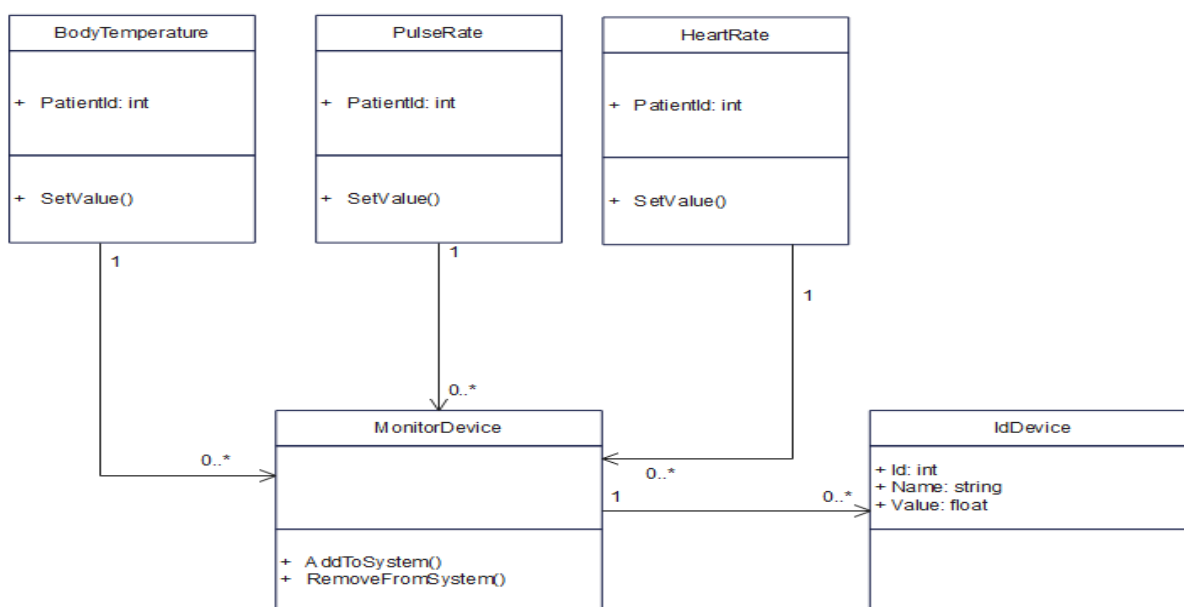 BodyTemperature
+ PatientId: int
+ SetValue()
PulseRate
+ PatientId: int
+ SetValue()
HeartRate
+ PatientId: int
+ SetValue()
1
1
1
0..*
0..*
0..*
MonitorDevice
+ AddToSystem()
+ RemoveFromSystem()
1
0..*
IdDevice
+ Id: int
+ Name: string
+ Value: float